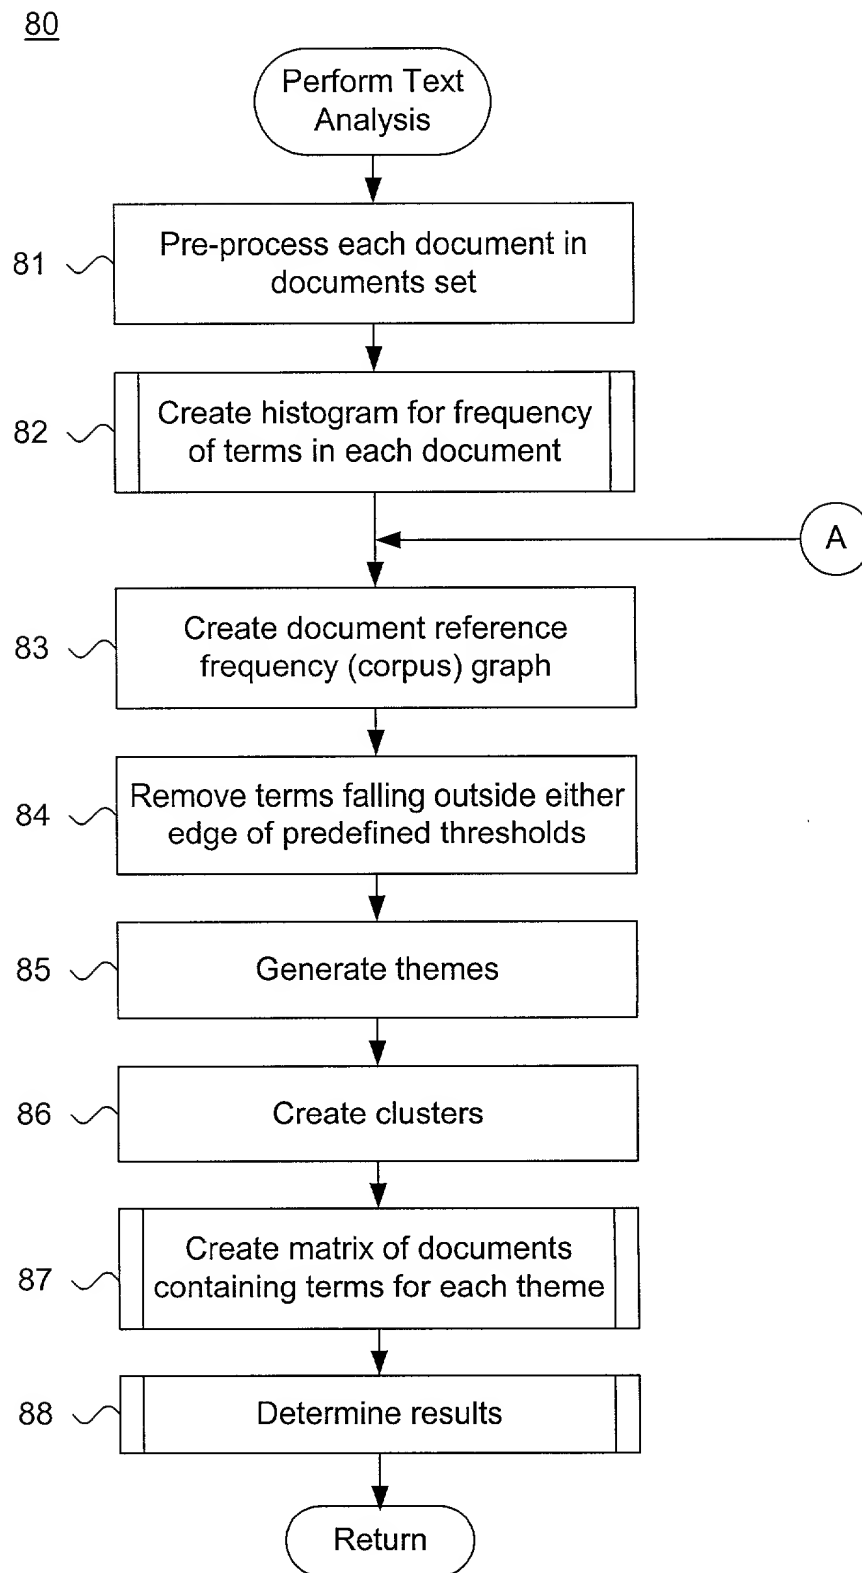 80
Perform Text
Analysis
81
Pre-process each document in
documents set
82
Create histogram for frequency
of terms in each document
A
83
Create document reference
frequency (corpus) graph
84
Remove terms falling outside either
edge of predefined thresholds
85
Generate themes
86
Create clusters
87
Create matrix of documents
containing terms for each theme
88
Determine results
Return